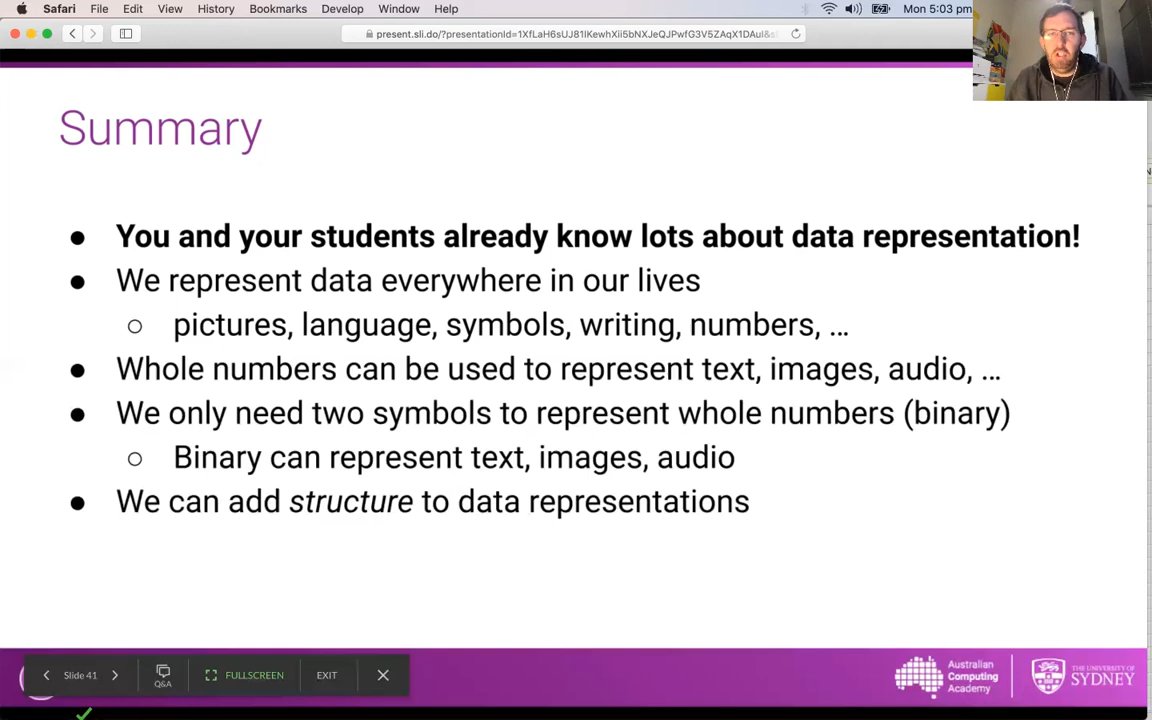 Safari File Edit View History Bookmarks Develop Window Help Mon 5:03 pm
present.sli.do/?presentationId=1XfLaH6sUJ81IKewhXii5bNXJeQJPwfG3V5ZAqX1DAuI&s
Summary
● You and your students already know lots about data representation!
● We represent data everywhere in our lives
○ pictures, language, symbols, writing, numbers, ...
● Whole numbers can be used to represent text, images, audio, ...
● We only need two symbols to represent whole numbers (binary)
○ Binary can represent text, images, audio
● We can add structure to data representations
Slide 41
Q&A
FULLSCREEN
EXIT
Australian
Computing
Academy
THE UNIVERSITY OF
SYDNEY